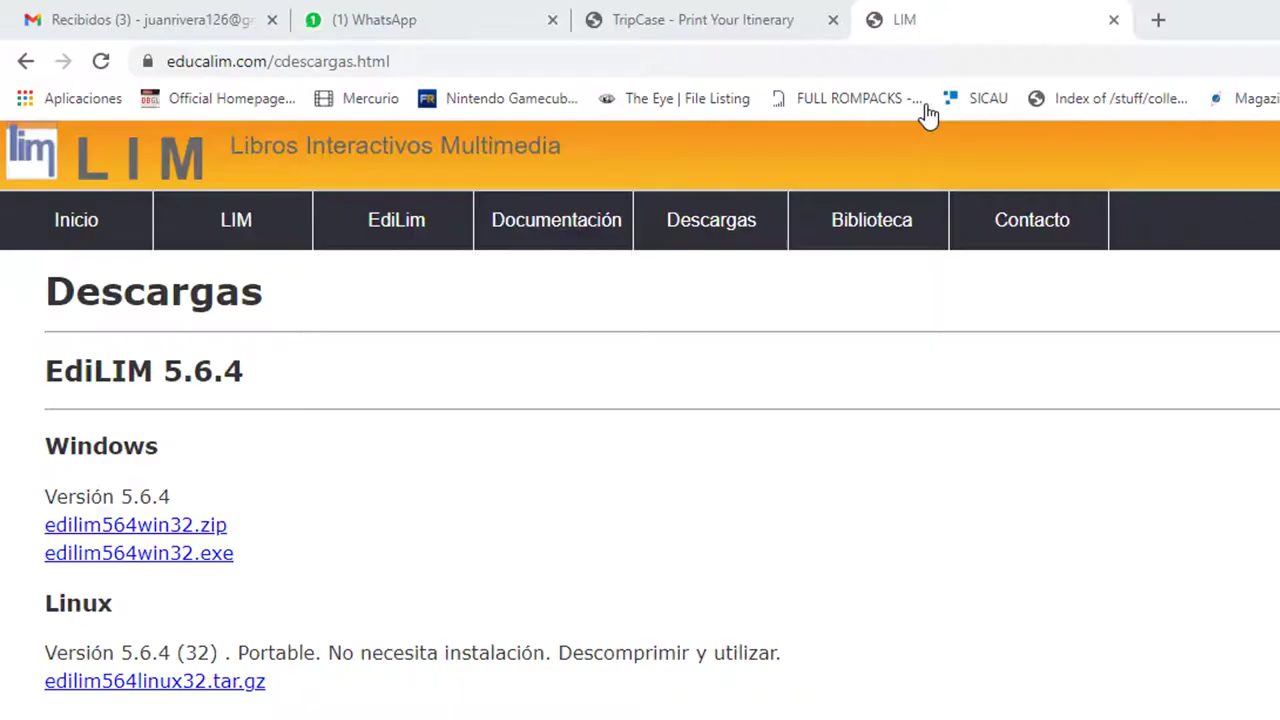 Recibidos (3) - juanrivera126@g
(1) WhatsApp
TripCase - Print Your Itinerary
LIM
educalim.com/cdescargas.html
Aplicaciones
Official Homepage...
Mercurio
FR
Nintendo Gamecub...
The Eye | File Listing
FULL ROMPACKS -...
SICAU
Index of /stuff/colle...
Magazi
lim
LIM
Libros Interactivos Multimedia
Inicio
LIM
EdiLim
Documentación
Descargas
Biblioteca
Contacto
Descargas
EdiLIM 5.6.4
Windows
Versión 5.6.4
edilim564win32.zip
edilim564win32.exe
Linux
Versión 5.6.4 (32) . Portable. No necesita instalación. Descomprimir y utilizar.
edilim564linux32.tar.gz